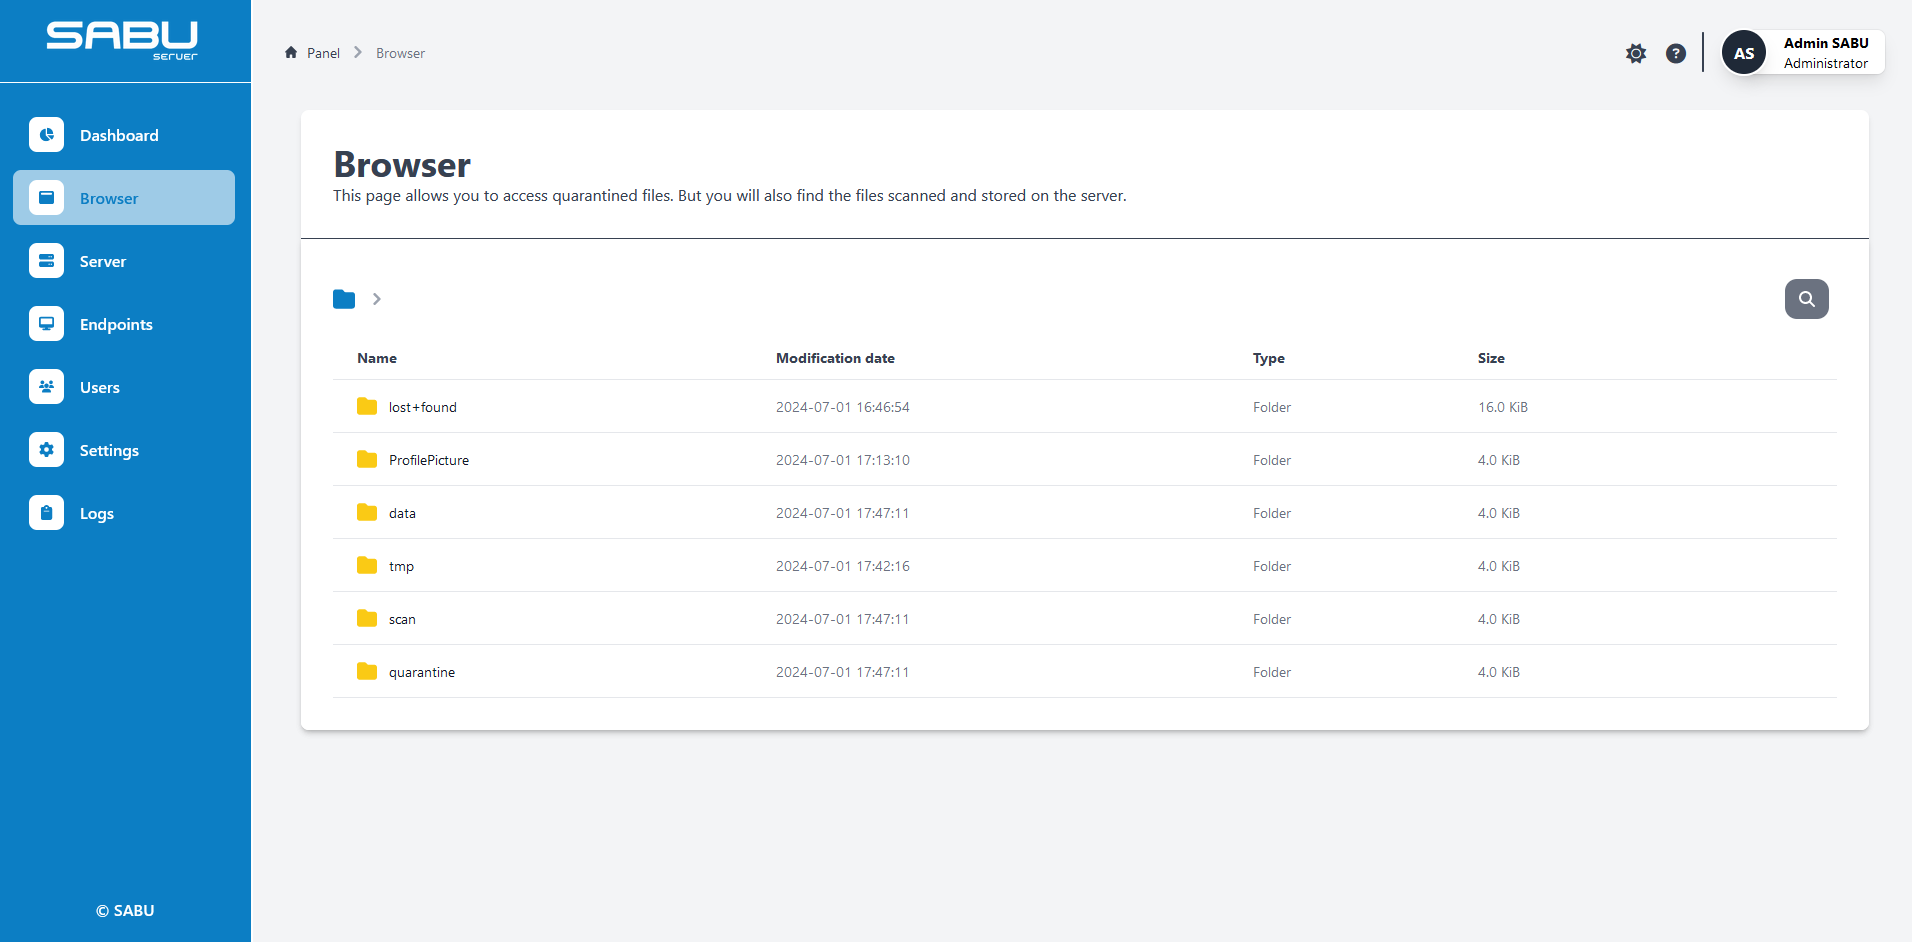 SABU
server
Dashboard
Browser
Server
Endpoints
Users
Settings
Logs
© SABU
Panel
Browser
?
AS
Admin SABU
Administrator
Browser
This page allows you to access quarantined files. But you will also find the files scanned and stored on the server.
Name Modification date Type Size
lost+found 2024-07-01 16:46:54 Folder 16.0 KiB
ProfilePicture 2024-07-01 17:13:10 Folder 4.0 KiB
data 2024-07-01 17:47:11 Folder 4.0 KiB
tmp 2024-07-01 17:42:16 Folder 4.0 KiB
scan 2024-07-01 17:47:11 Folder 4.0 KiB
quarantine 2024-07-01 17:47:11 Folder 4.0 KiB